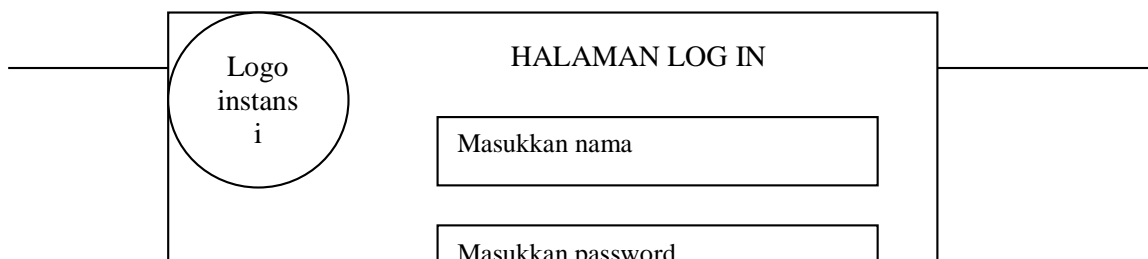 HALAMAN LOG IN
Logo
instans
i
Masukkan nama
Masukkan password